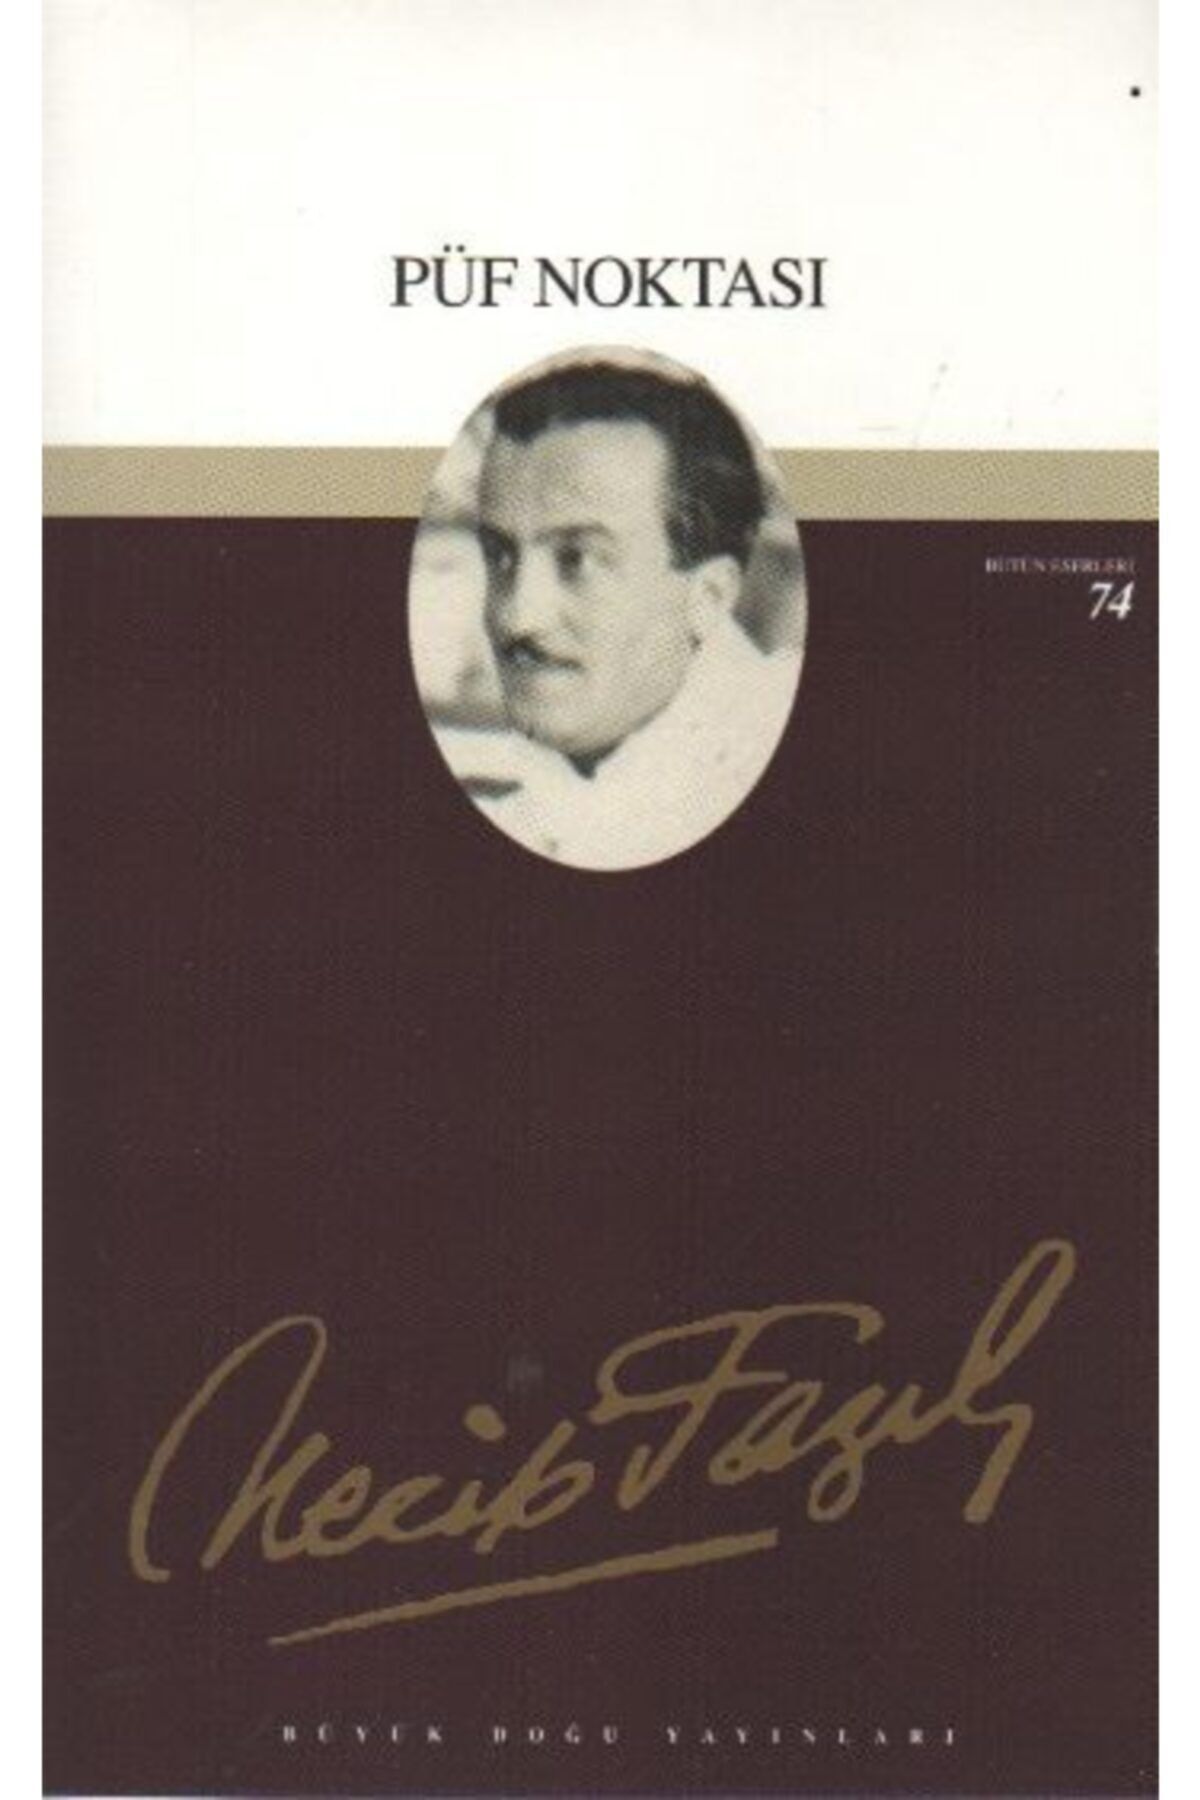 PÜF NOKTASI
BÜTÜN ESERLERİ
74
Necip Fazıl
BÜYÜK DOĞU YAYINLARI